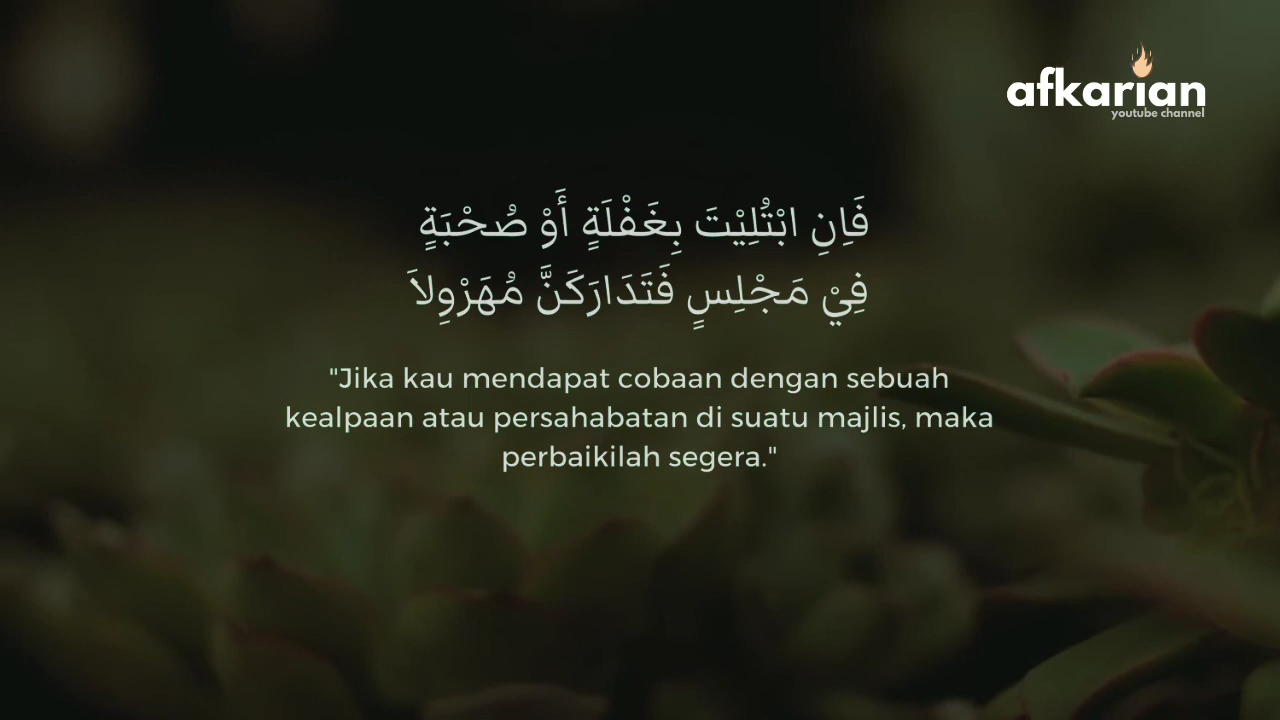 afkarian
youtube channel
فَاِنِ ابْتُلِيْتَ بِغَفْلَةٍ أَوْ صُحْبَةٍ
فِيْ مَجْلِسٍ فَتَدَارَكَنَّ مُهَرْوِلاَ
"Jika kau mendapat cobaan dengan sebuah
kealpaan atau persahabatan di suatu majlis, maka
perbaikilah segera."